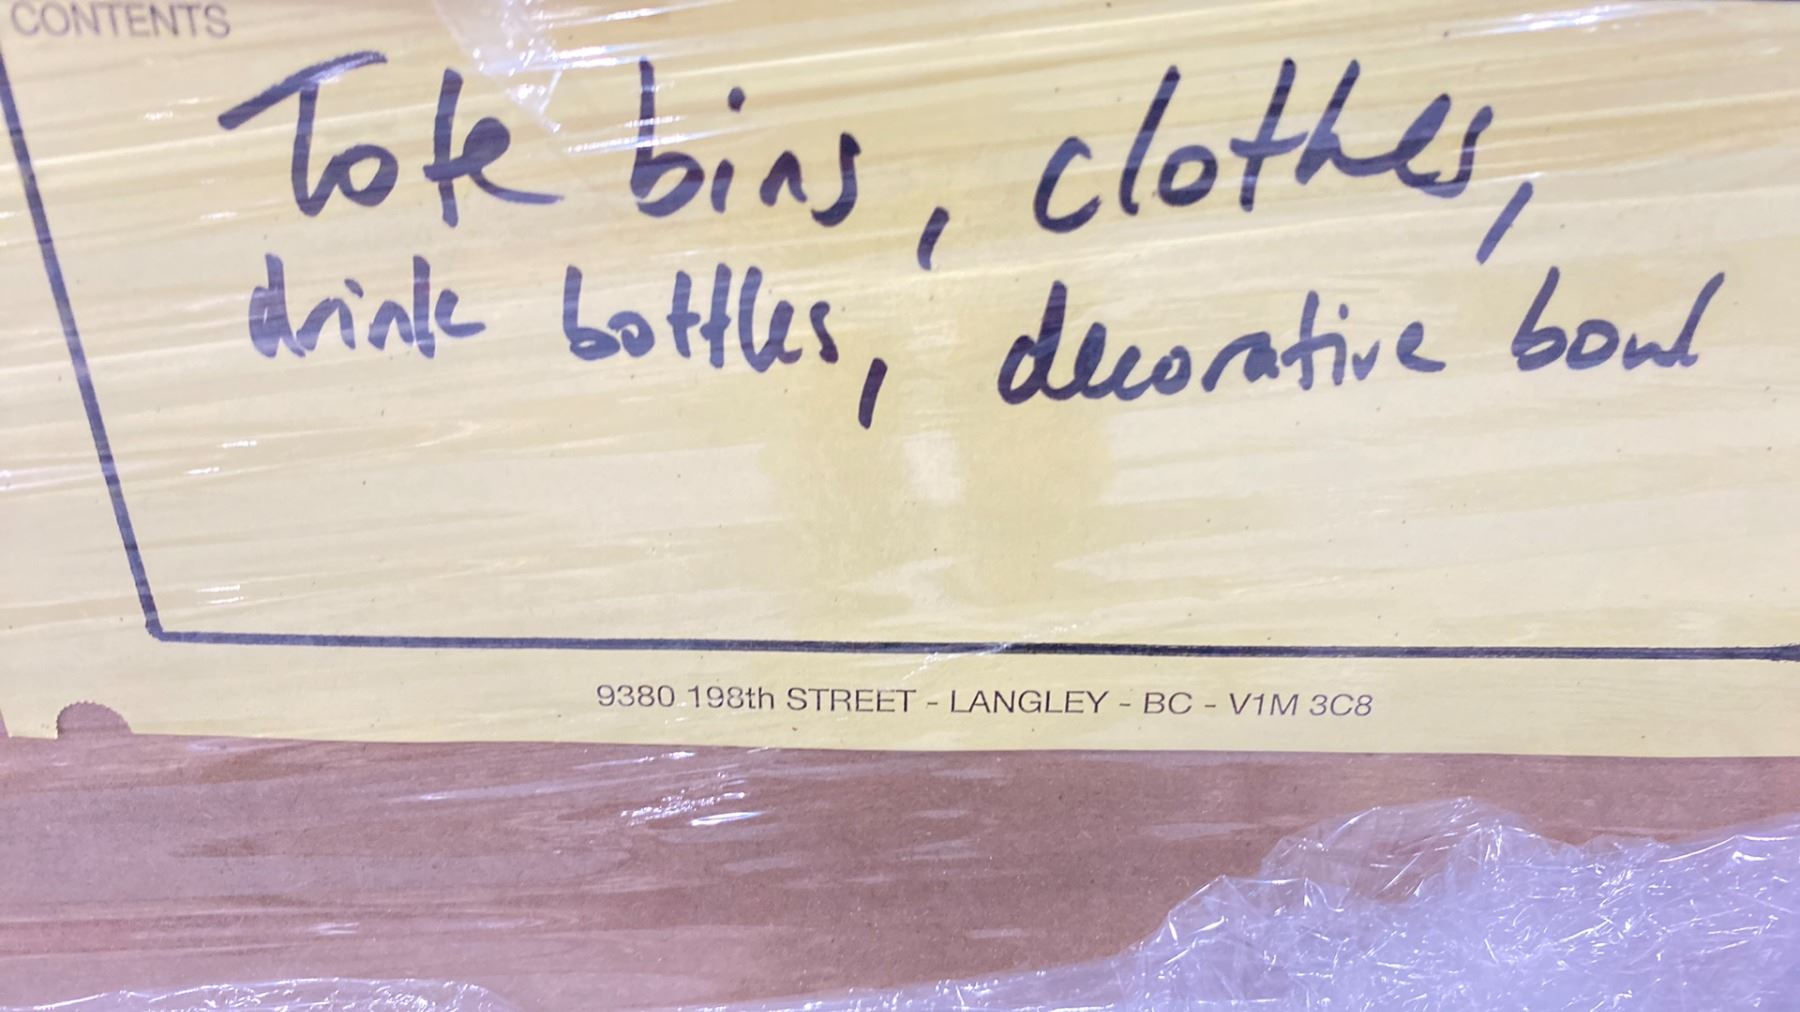 CONTENTS
Tote bins, clothes,
drink bottles, decorative bowl
9380 198th STREET - LANGLEY - BC - V1M 3C8